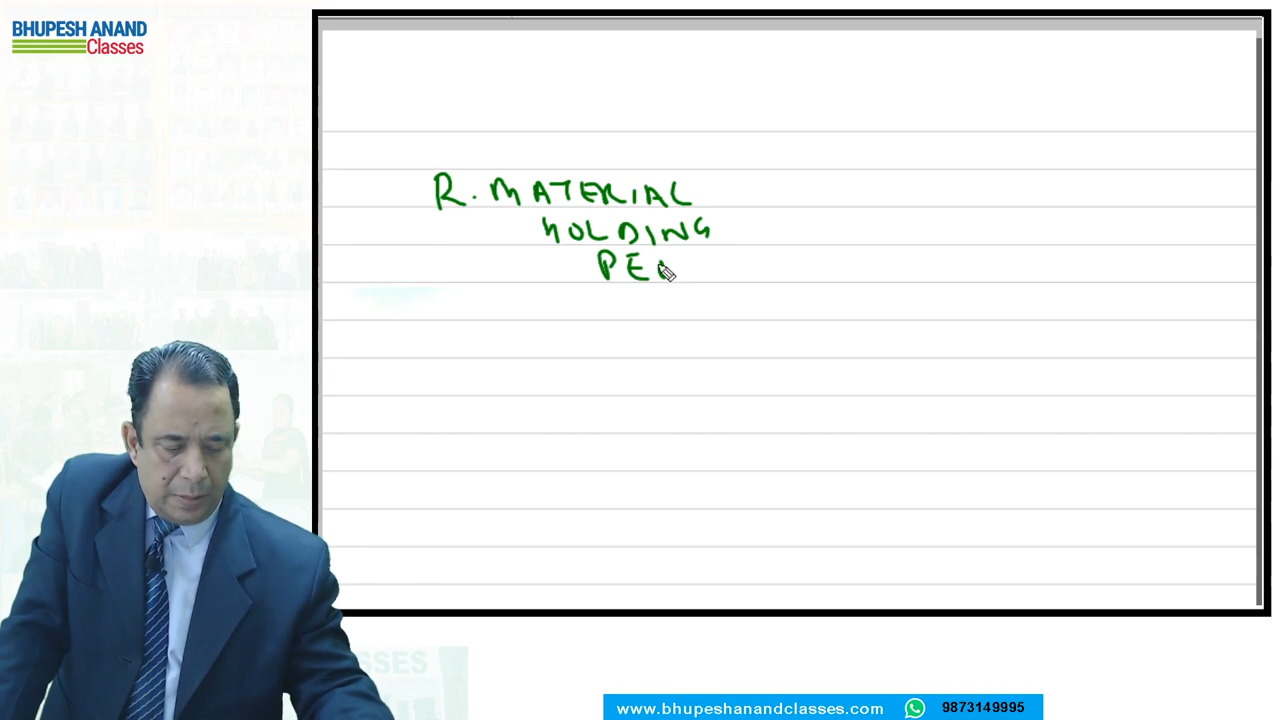 BHUPESH ANAND
Classes
R. MATERIAL
HOLDING
PE
www.bhupeshanandclasses.com 9873149995